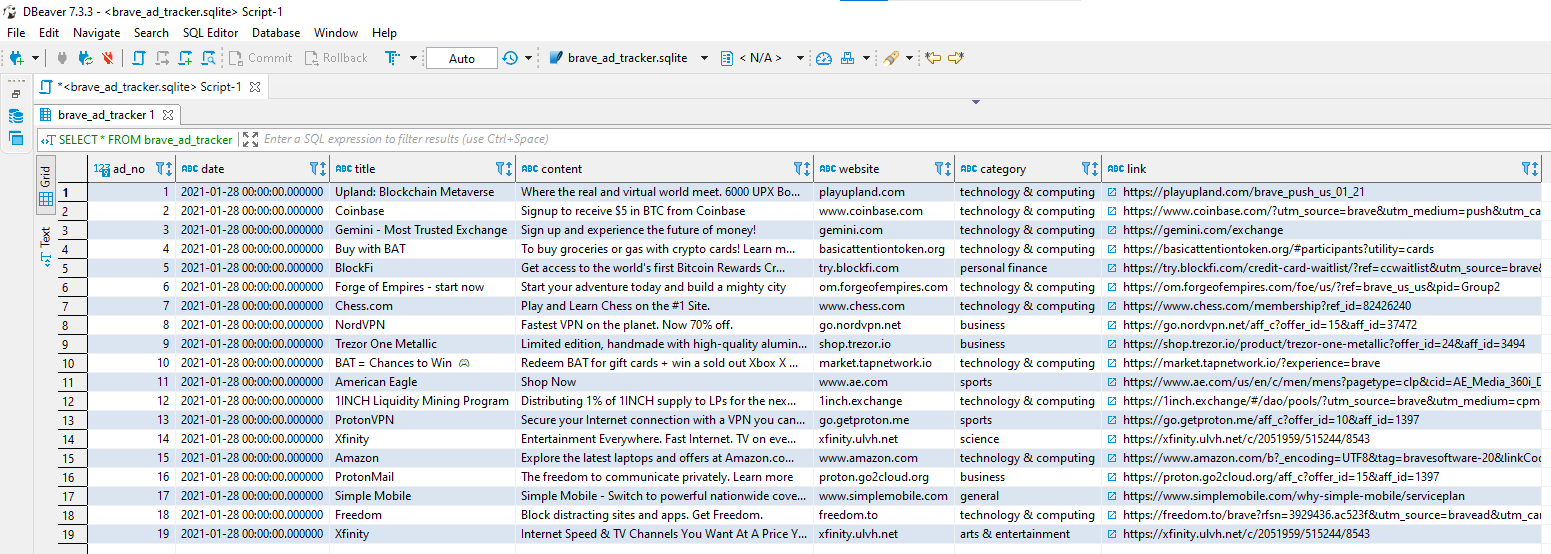 DBeaver 7.3.3 - <brave_ad_tracker.sqlite> Script-1
File Edit Navigate Search SQL Editor Database Window Help
Commit Rollback Auto brave_ad_tracker.sqlite < N/A >
*<brave_ad_tracker.sqlite> Script-1
brave_ad_tracker 1
SELECT * FROM brave_ad_tracker Enter a SQL expression to filter results (use Ctrl+Space)
Grid
Text
123 ad_no ABC date ABC title ABC content ABC website ABC category ABC link
1 1 2021-01-28 00:00:00.000000 Upland: Blockchain Metaverse Where the real and virtual world meet. 6000 UPX Bo... playupland.com technology & computing https://playupland.com/brave_push_us_01_21
2 2 2021-01-28 00:00:00.000000 Coinbase Signup to receive $5 in BTC from Coinbase www.coinbase.com technology & computing https://www.coinbase.com/?utm_source=brave&utm_medium=push&utm_ca
3 3 2021-01-28 00:00:00.000000 Gemini - Most Trusted Exchange Sign up and experience the future of money! gemini.com technology & computing https://gemini.com/exchange
4 4 2021-01-28 00:00:00.000000 Buy with BAT To buy groceries or gas with crypto cards! Learn m... basicattentiontoken.org technology & computing https://basicattentiontoken.org/#participants?utility=cards
5 5 2021-01-28 00:00:00.000000 BlockFi Get access to the world's first Bitcoin Rewards Cr... try.blockfi.com personal finance https://try.blockfi.com/credit-card-waitlist/?ref=ccwaitlist&utm_source=brave&
6 6 2021-01-28 00:00:00.000000 Forge of Empires - start now Start your adventure today and build a mighty city om.forgeofempires.com technology & computing https://om.forgeofempires.com/foe/us/?ref=brave_us_us&pid=Group2
7 7 2021-01-28 00:00:00.000000 Chess.com Play and Learn Chess on the #1 Site. www.chess.com technology & computing https://www.chess.com/membership?ref_id=82426240
8 8 2021-01-28 00:00:00.000000 NordVPN Fastest VPN on the planet. Now 70% off. go.nordvpn.net business https://go.nordvpn.net/aff_c?offer_id=15&aff_id=37472
9 9 2021-01-28 00:00:00.000000 Trezor One Metallic Limited edition, handmade with high-quality alumin... shop.trezor.io business https://shop.trezor.io/product/trezor-one-metallic?offer_id=24&aff_id=3494
10 10 2021-01-28 00:00:00.000000 BAT = Chances to Win 🎮 Redeem BAT for gift cards + win a sold out Xbox X ... market.tapnetwork.io technology & computing https://market.tapnetwork.io/?experience=brave
11 11 2021-01-28 00:00:00.000000 American Eagle Shop Now www.ae.com sports https://www.ae.com/us/en/c/men/mens?pagetype=clp&cid=AE_Media_360i_D
12 12 2021-01-28 00:00:00.000000 1INCH Liquidity Mining Program Distributing 1% of 1INCH supply to LPs for the nex... 1inch.exchange technology & computing https://1inch.exchange/#/dao/pools/?utm_source=brave&utm_medium=cpm
13 13 2021-01-28 00:00:00.000000 ProtonVPN Secure your Internet connection with a VPN you can... go.getproton.me sports https://go.getproton.me/aff_c?offer_id=10&aff_id=1397
14 14 2021-01-28 00:00:00.000000 Xfinity Entertainment Everywhere. Fast Internet. TV on eve... xfinity.ulvh.net science https://xfinity.ulvh.net/c/2051959/515244/8543
15 15 2021-01-28 00:00:00.000000 Amazon Explore the latest laptops and offers at Amazon.co... www.amazon.com technology & computing https://www.amazon.com/b?_encoding=UTF8&tag=bravesoftware-20&linkCod
16 16 2021-01-28 00:00:00.000000 ProtonMail The freedom to communicate privately. Learn more proton.go2cloud.org business https://proton.go2cloud.org/aff_c?offer_id=15&aff_id=1397
17 17 2021-01-28 00:00:00.000000 Simple Mobile Simple Mobile - Switch to powerful nationwide cove... www.simplemobile.com general https://www.simplemobile.com/why-simple-mobile/serviceplan
18 18 2021-01-28 00:00:00.000000 Freedom Block distracting sites and apps. Get Freedom. freedom.to technology & computing https://freedom.to/brave?rfsn=3929436.ac523f&utm_source=bravead&utm_car
19 19 2021-01-28 00:00:00.000000 Xfinity Internet Speed & TV Channels You Want At A Price Y... xfinity.ulvh.net arts & entertainment https://xfinity.ulvh.net/c/2051959/515244/8543